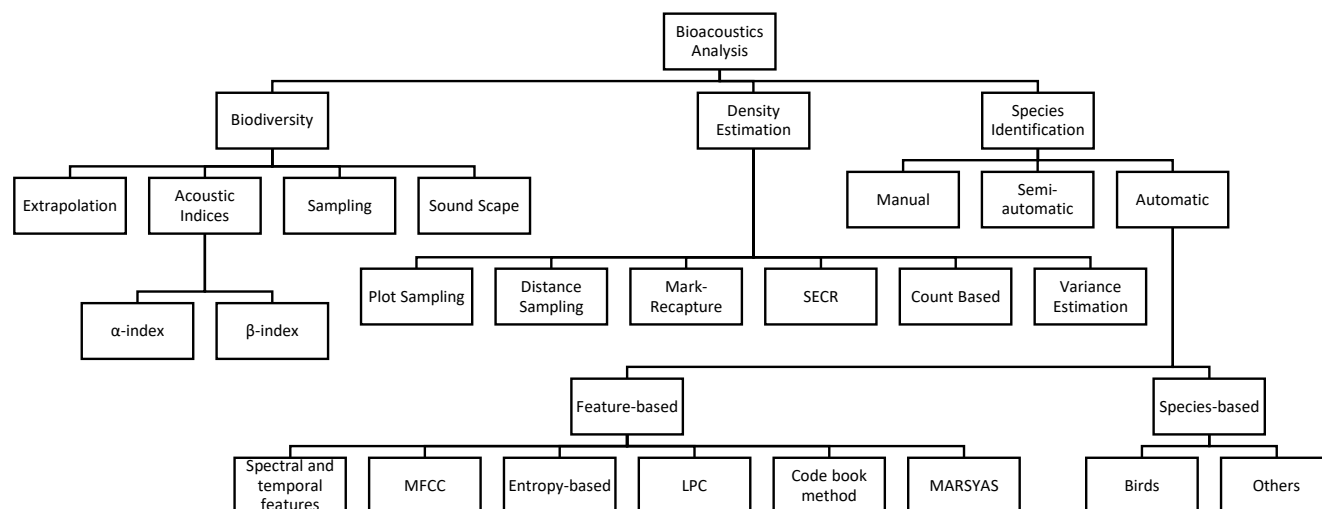 Bioacoustics
Analysis
Biodiversity
Density
Estimation
Species
Identification
Extrapolation
Acoustic
Indices
Sampling
Sound Scape
Manual
Semi-
automatic
Automatic
Plot Sampling
Distance
Sampling
Mark-
Recapture
SECR
Count Based
Variance
Estimation
α-index
β-index
Feature-based
Species-based
Spectral and
temporal
features
MFCC
Entropy-based
LPC
Code book
method
MARSYAS
Birds
Others